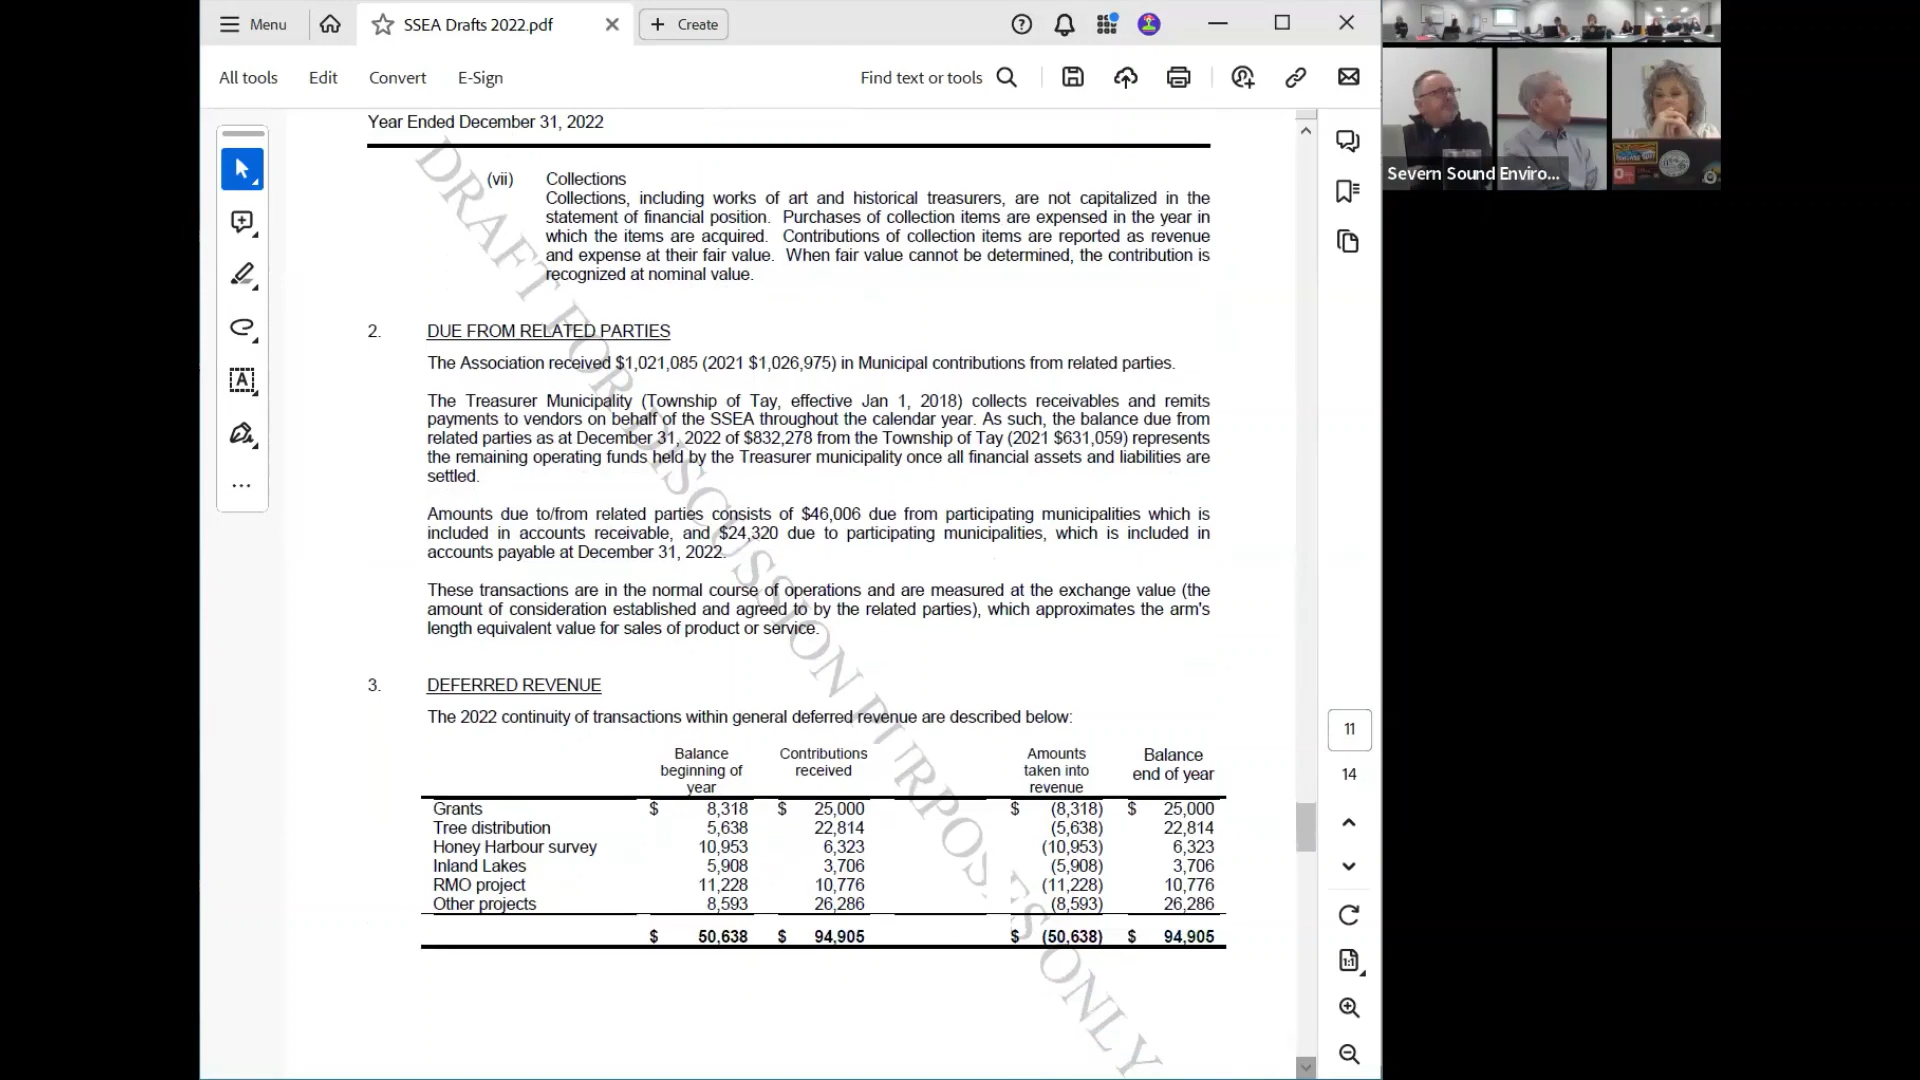 Menu
SSEA Drafts 2022.pdf
Create
All tools
Edit
Convert
E-Sign
Find text or tools
Severn Sound Enviro...
Year Ended December 31, 2022
(vii) Collections
Collections, including works of art and historical treasurers, are not capitalized in the
statement of financial position. Purchases of collection items are expensed in the year in
which the items are acquired. Contributions of collection items are reported as revenue
and expense at their fair value. When fair value cannot be determined, the contribution is
recognized at nominal value.
2. DUE FROM RELATED PARTIES
The Association received $1,021,085 (2021 $1,026,975) in Municipal contributions from related parties.
The Treasurer Municipality (Township of Tay, effective Jan 1, 2018) collects receivables and remits
payments to vendors on behalf of the SSEA throughout the calendar year. As such, the balance due from
related parties as at December 31, 2022 of $832,278 from the Township of Tay (2021 $631,059) represents
the remaining operating funds held by the Treasurer municipality once all financial assets and liabilities are
settled.
Amounts due to/from related parties consists of $46,006 due from participating municipalities which is
included in accounts receivable, and $24,320 due to participating municipalities, which is included in
accounts payable at December 31, 2022.
These transactions are in the normal course of operations and are measured at the exchange value (the
amount of consideration established and agreed to by the related parties), which approximates the arm's
length equivalent value for sales of product or service.
3. DEFERRED REVENUE
The 2022 continuity of transactions within general deferred revenue are described below:
Balance beginning of year Contributions received Amounts taken into revenue Balance end of year
Grants $ 8,318 $ 25,000 $ (8,318) $ 25,000
Tree distribution 5,638 22,814 (5,638) 22,814
Honey Harbour survey 10,953 6,323 (10,953) 6,323
Inland Lakes 5,908 3,706 (5,908) 3,706
RMO project 11,228 10,776 (11,228) 10,776
Other projects 8,593 26,286 (8,593) 26,286
$ 50,638 $ 94,905 $ (50,638) $ 94,905
DRAFT FOR DISCUSSION PURPOSES ONLY
11
14